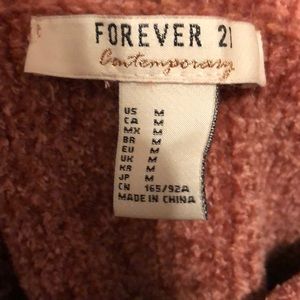 FOREVER 21
Contemporary
US M
CA M
MX M
BR M
EU M
UK M
KR M
JP M
CN 165/92A
MADE IN CHINA